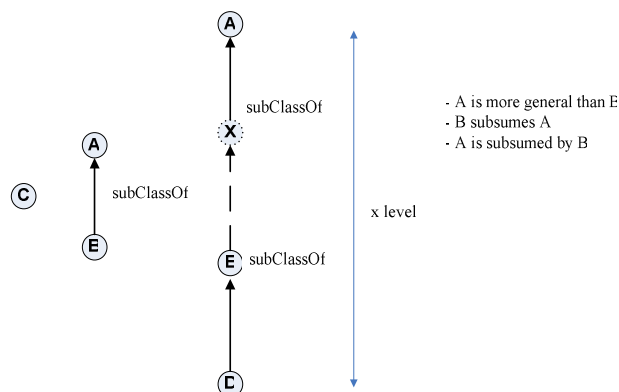 A
subClassOf
- A is more general than B
X
- B subsumes A
A
- A is subsumed by B
C
subClassOf
x level
E
E
subClassOf
D